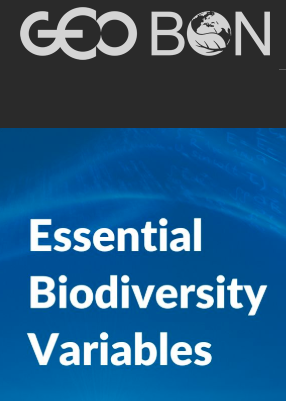 GEO BON
Essential
Biodiversity
Variables